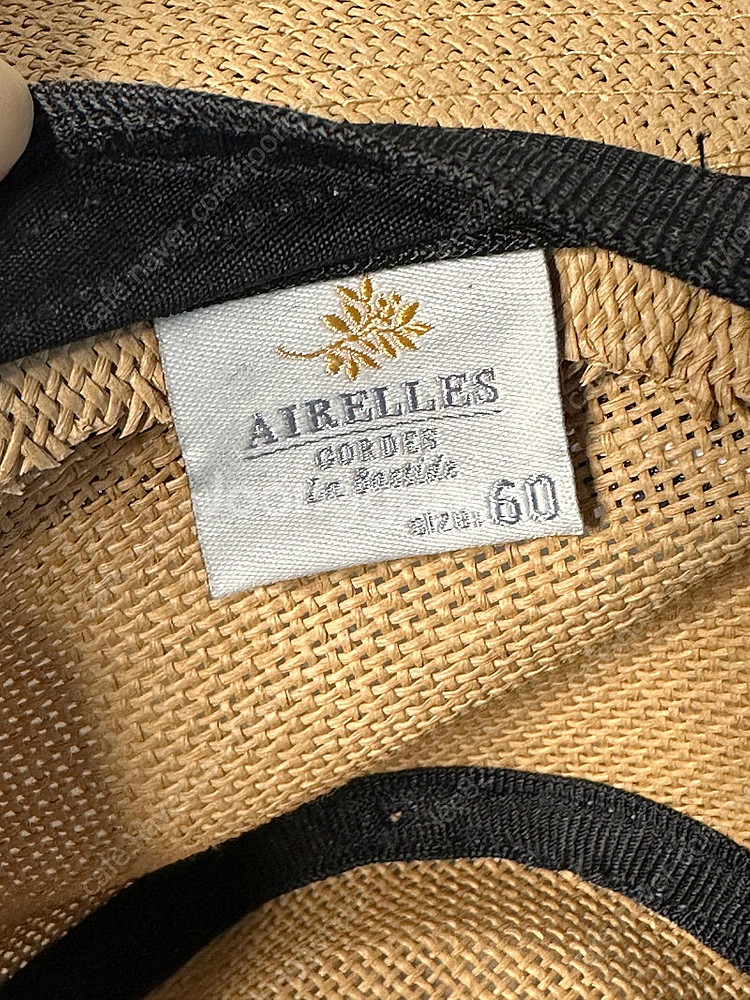 AIRELLES
GORDES
La Bastide
size: 60